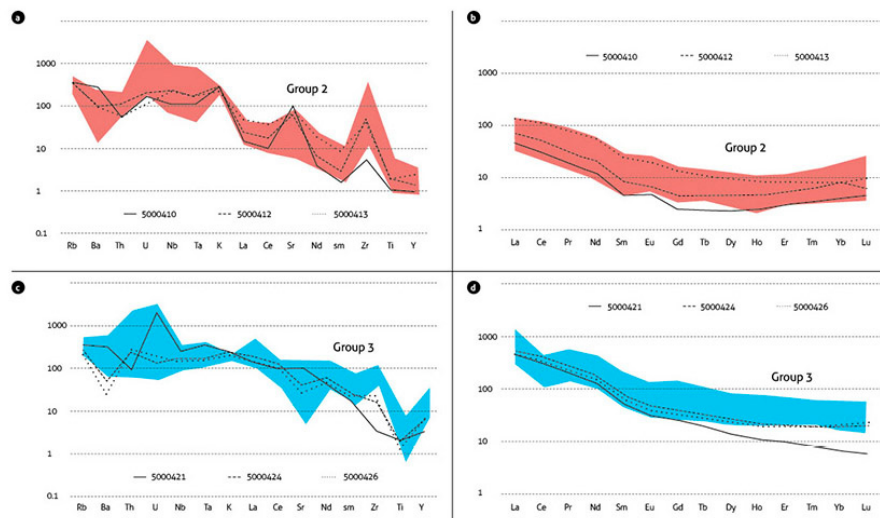 a
1000
100
10
1
0.1
Group 2
5000410 5000412 5000413
Rb Ba Th U Nb Ta K La Ce Sr Nd sm Zr Ti Y
b
5000410 5000412 5000413
10000
1000
100
10
1
Group 2
La Ce Pr Nd Sm Eu Gd Tb Dy Ho Er Tm Yb Lu
c
1000
100
10
1
0.1
Group 3
5000421 5000424 5000426
Rb Ba Th U Nb Ta K La Ce Sr Nd sm Zr Ti Y
d
5000421 5000424 5000426
10000
1000
100
10
1
Group 3
La Ce Pr Nd Sm Eu Gd Tb Dy Ho Er Tm Yb Lu